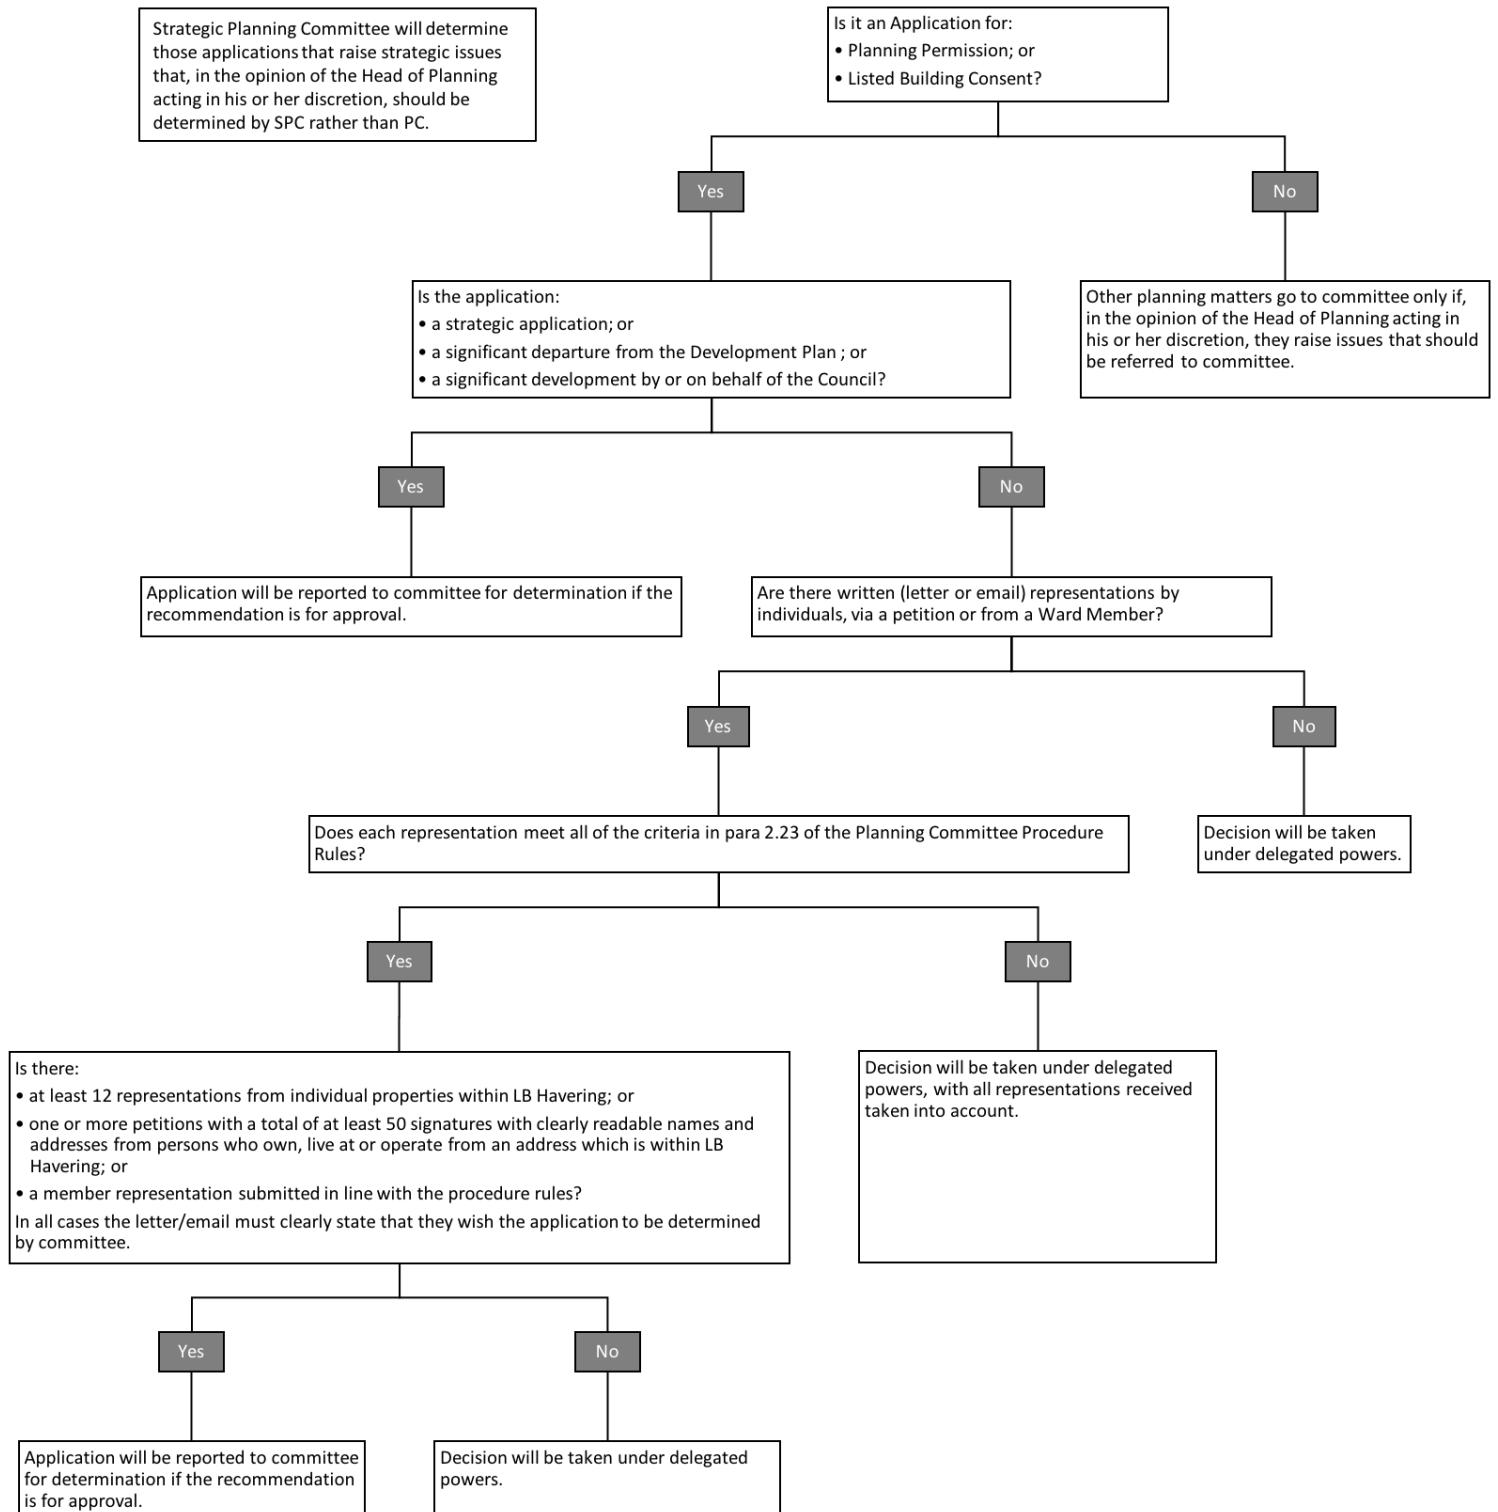 Strategic Planning Committee will determine
those applications that raise strategic issues
that, in the opinion of the Head of Planning
acting in his or her discretion, should be
determined by SPC rather than PC.
Is it an Application for:
• Planning Permission; or
• Listed Building Consent?
Yes
No
Is the application:
• a strategic application; or
• a significant departure from the Development Plan ; or
• a significant development by or on behalf of the Council?
Other planning matters go to committee only if,
in the opinion of the Head of Planning acting in
his or her discretion, they raise issues that should
be referred to committee.
Yes
No
Application will be reported to committee for determination if the
recommendation is for approval.
Are there written (letter or email) representations by
individuals, via a petition or from a Ward Member?
Yes
No
Does each representation meet all of the criteria in para 2.23 of the Planning Committee Procedure
Rules?
Decision will be taken
under delegated powers.
Yes
No
Is there:
• at least 12 representations from individual properties within LB Havering; or
• one or more petitions with a total of at least 50 signatures with clearly readable names and
addresses from persons who own, live at or operate from an address which is within LB
Havering; or
• a member representation submitted in line with the procedure rules?
In all cases the letter/email must clearly state that they wish the application to be determined
by committee.
Decision will be taken under delegated
powers, with all representations received
taken into account.
Yes
No
Application will be reported to committee
for determination if the recommendation
is for approval.
Decision will be taken under delegated
powers.